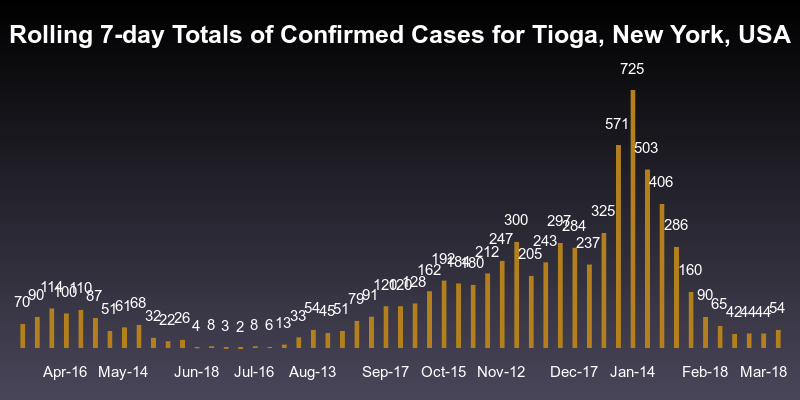 Rolling 7-day Totals of Confirmed Cases for Tioga, New York, USA
70 90 114 100 110 87 51 61 68 32 22 26 4 8 3 2 8 6 13 33 54 45 51 79 91 120 120 128 162 192 184 180 212 247 300 205 243 297 284 237 325 571 725 503 406 286 160 90 65 42 44 44 54
Apr-16 May-14 Jun-18 Jul-16 Aug-13 Sep-17 Oct-15 Nov-12 Dec-17 Jan-14 Feb-18 Mar-18